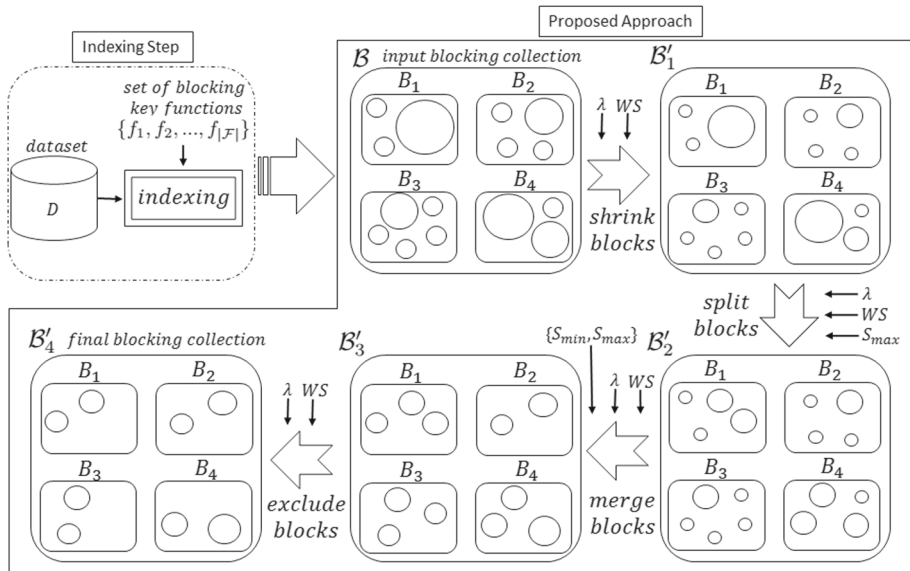 Indexing Step
Proposed Approach
set of blocking
key functions
{f₁, f₂, ..., f|ℱ|}
dataset
D
indexing
ℬ input blocking collection
B₁ B₂
B₃ B₄
λ WS
shrink
blocks
ℬ′₁
B₁ B₂
B₃ B₄
split
blocks
λ
WS
Sₘₐₓ
ℬ′₂
B₁ B₂
B₃ B₄
{Sₘᵢₙ, Sₘₐₓ}
λ WS
merge
blocks
ℬ′₃
B₁ B₂
B₃ B₄
λ WS
exclude
blocks
ℬ′₄ final blocking collection
B₁ B₂
B₃ B₄